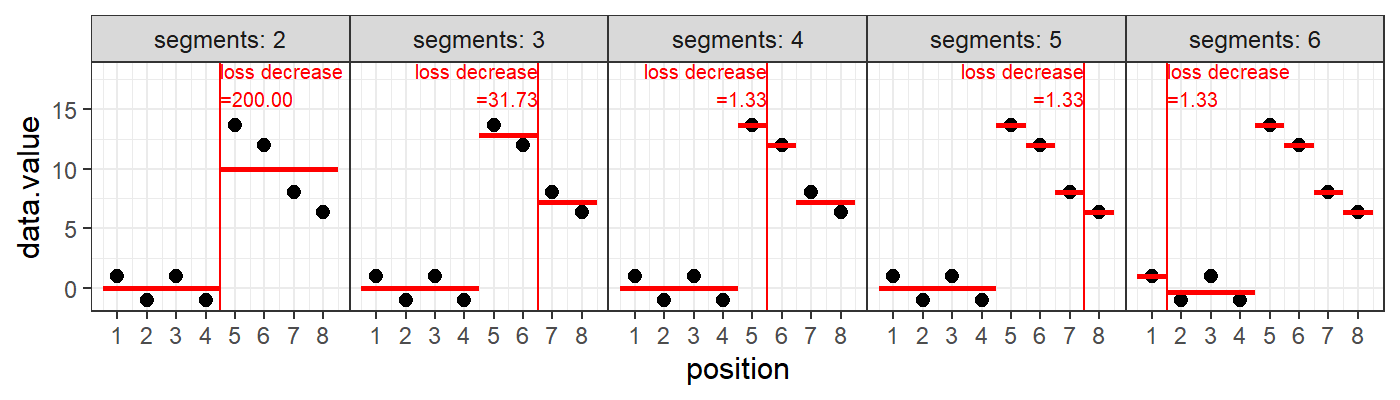 segments: 2
segments: 3
segments: 4
segments: 5
segments: 6
loss decrease
=200.00
loss decrease
=31.73
loss decrease
=1.33
loss decrease
=1.33
loss decrease
=1.33
data.value
15
10
5
0
1 2 3 4 5 6 7 8
1 2 3 4 5 6 7 8
1 2 3 4 5 6 7 8
1 2 3 4 5 6 7 8
1 2 3 4 5 6 7 8
position